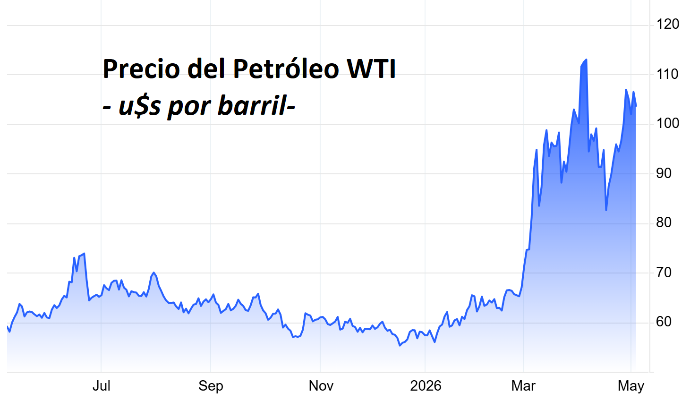 120
Precio del Petróleo WTI
110
- u$s por barril-
100
90
80
70
60
Jul
Sep
Nov
2026
Mar
May